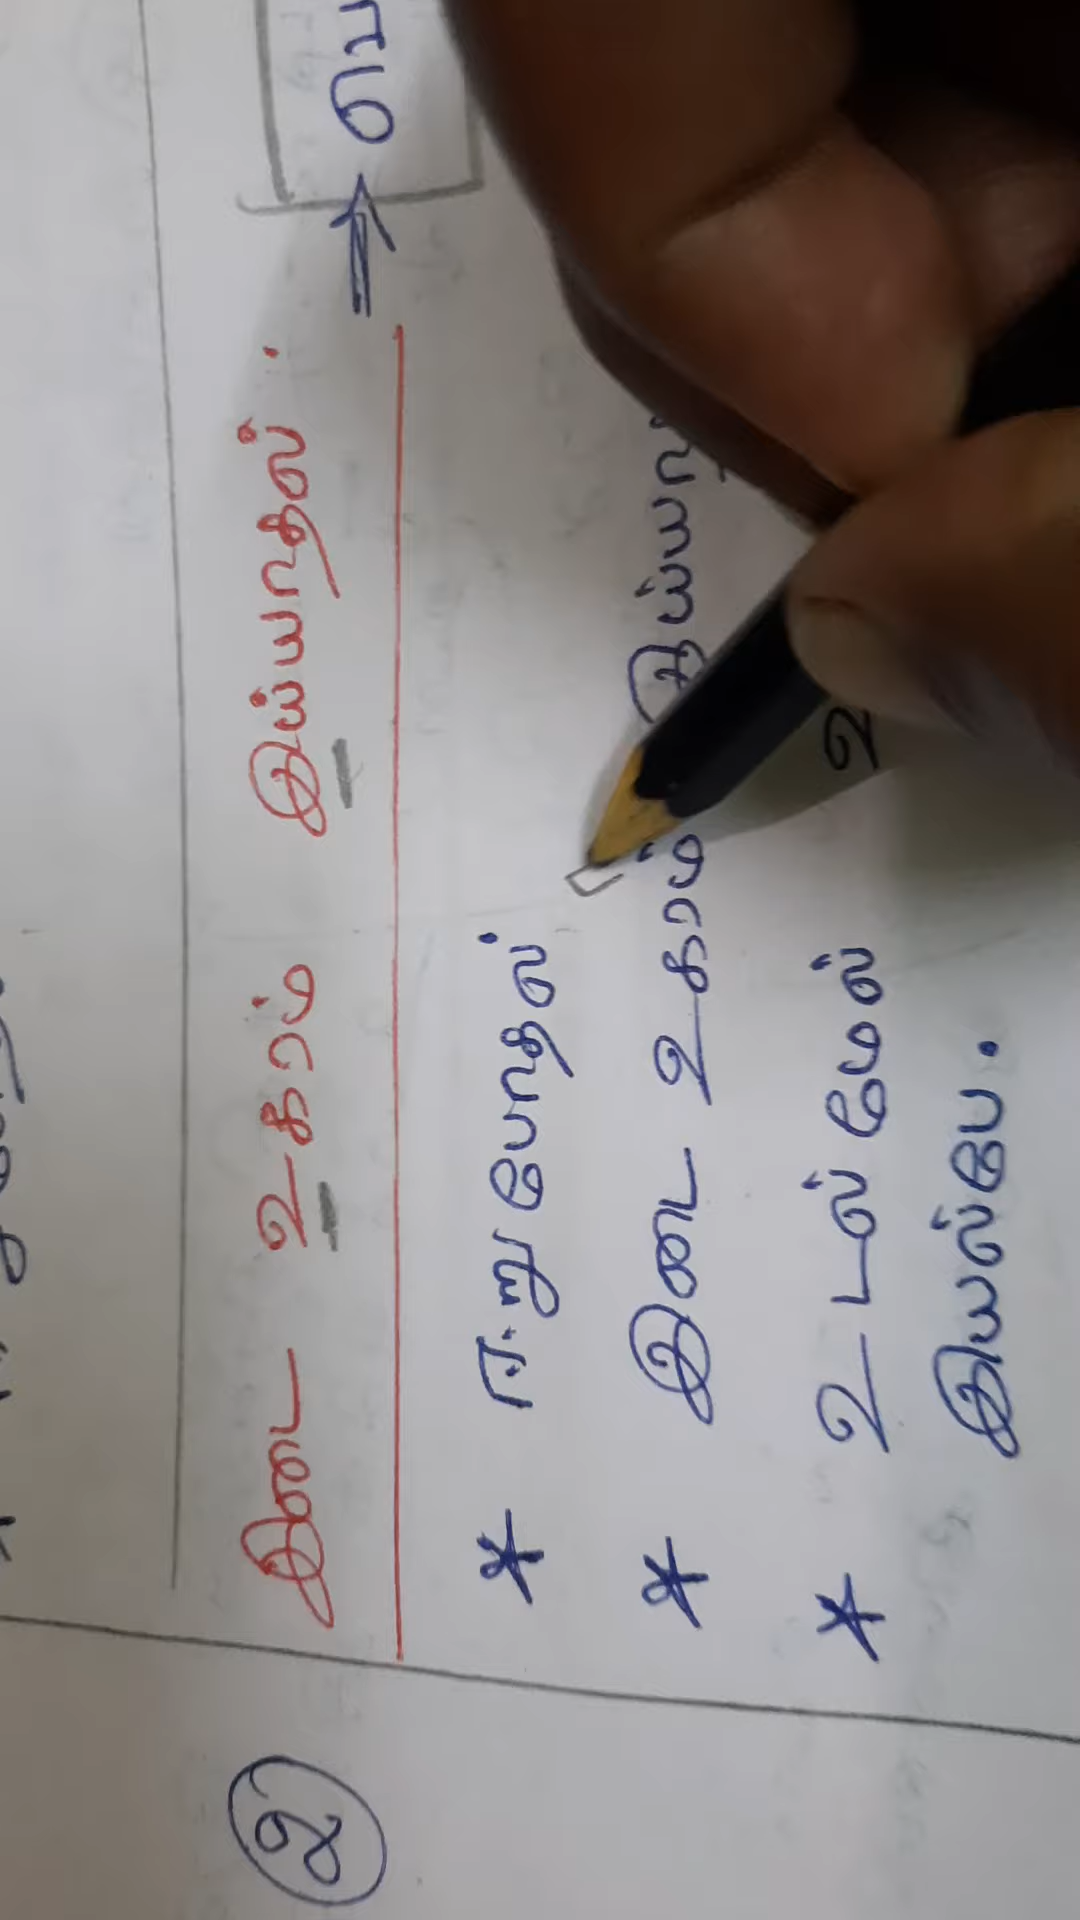 2
இடை உகரம் இய்யாதல்.
* ஈறு போதல்
* இடை உகரம்
* உடல் மேல்
இயல்பே.